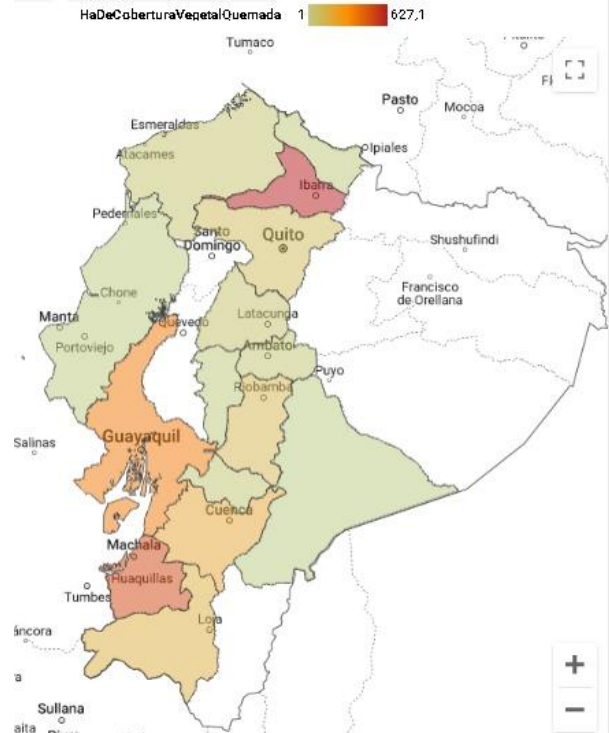 HaDeCoberturaVegetalQuemada 1 627,1
Tumaco
Pasto
Mocoa
Esmeraldas
Ipiales
Atacames
Ibarra
Pedernales
Santo
Domingo
Quito
Shushufindi
Francisco
de Orellana
Chone
Manta
Quevedo
Latacunga
Portoviejo
Ambato
Puyo
Riobamba
Salinas
Guayaquil
Cuenca
Machala
Huaquillas
Tumbes
Loja
áncora
Sullana
+
−